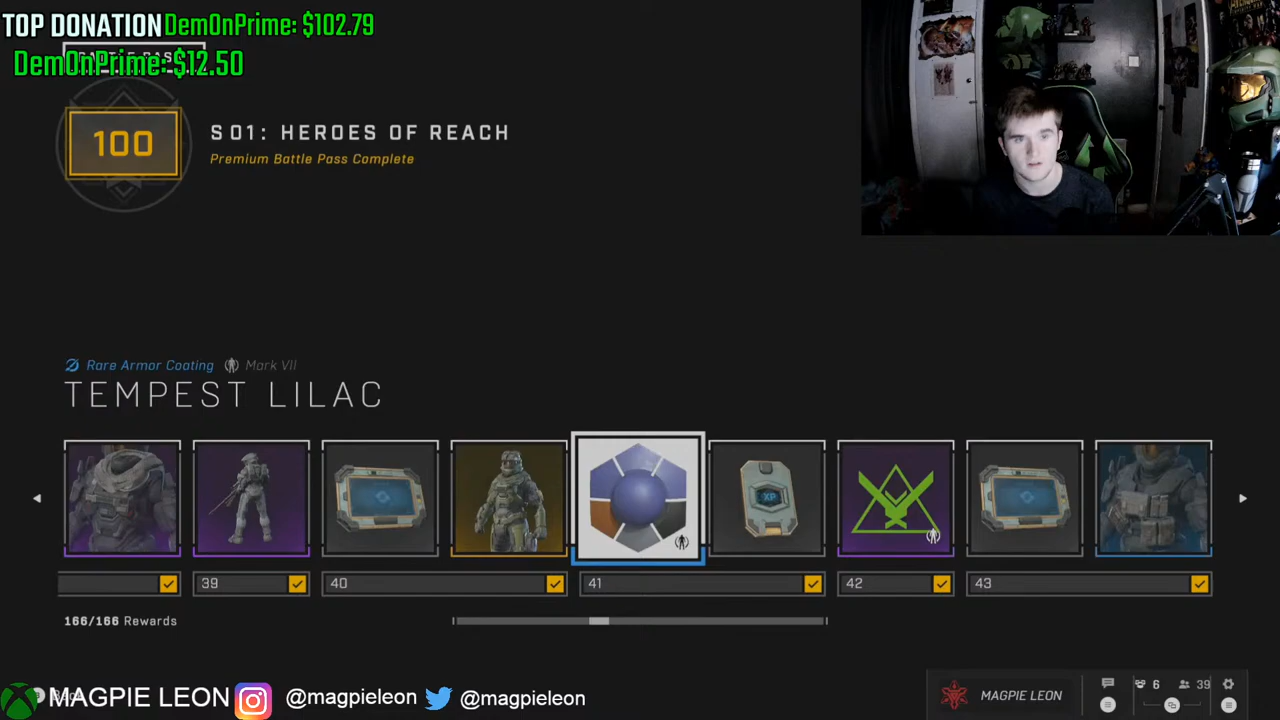 TOP DONATION DemOnPrime: $102.79
DemOnPrime: $12.50
100
S01: HEROES OF REACH
Premium Battle Pass Complete
Rare Armor Coating Mark VII
TEMPEST LILAC
XP
39 40 41 42 43
166/166 Rewards
MAGPIE LEON @magpieleon @magpieleon
MAGPIE LEON 6 39